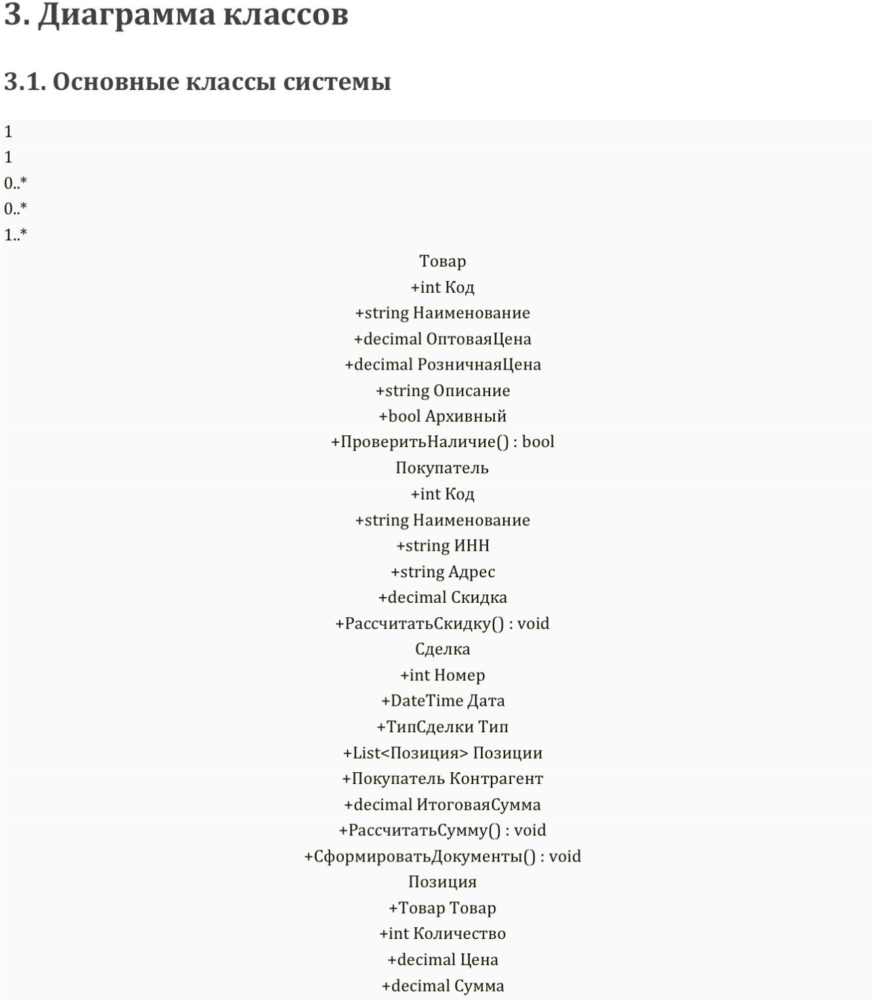 3. Диаграмма классов
3.1. Основные классы системы
1
1
0..*
0..*
1..*
Товар
+int Код
+string Наименование
+decimal ОптоваяЦена
+decimal РозничнаяЦена
+string Описание
+bool Архивный
+ПроверитьНаличие() : bool
Покупатель
+int Код
+string Наименование
+string ИНН
+string Адрес
+decimal Скидка
+РассчитатьСкидку() : void
Сделка
+int Номер
+DateTime Дата
+ТипСделки Тип
+List<Позиция> Позиции
+Покупатель Контрагент
+decimal ИтоговаяСумма
+РассчитатьСумму() : void
+СформироватьДокументы() : void
Позиция
+Товар Товар
+int Количество
+decimal Цена
+decimal Сумма